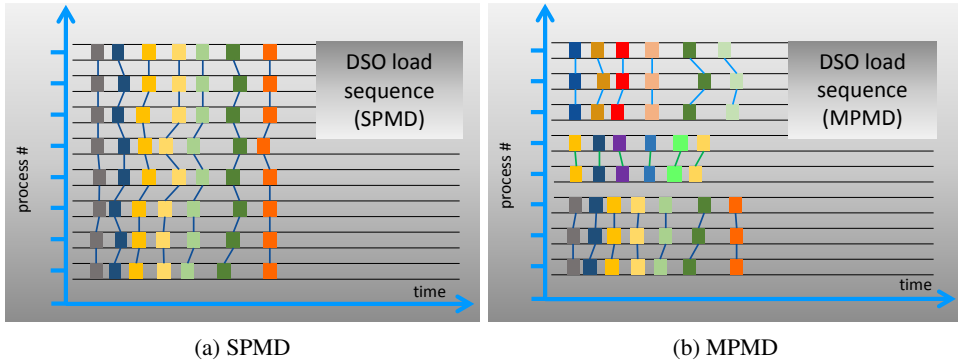 DSO load
sequence
(SPMD)
process #
time
(a) SPMD
DSO load
sequence
(MPMD)
process #
time
(b) MPMD